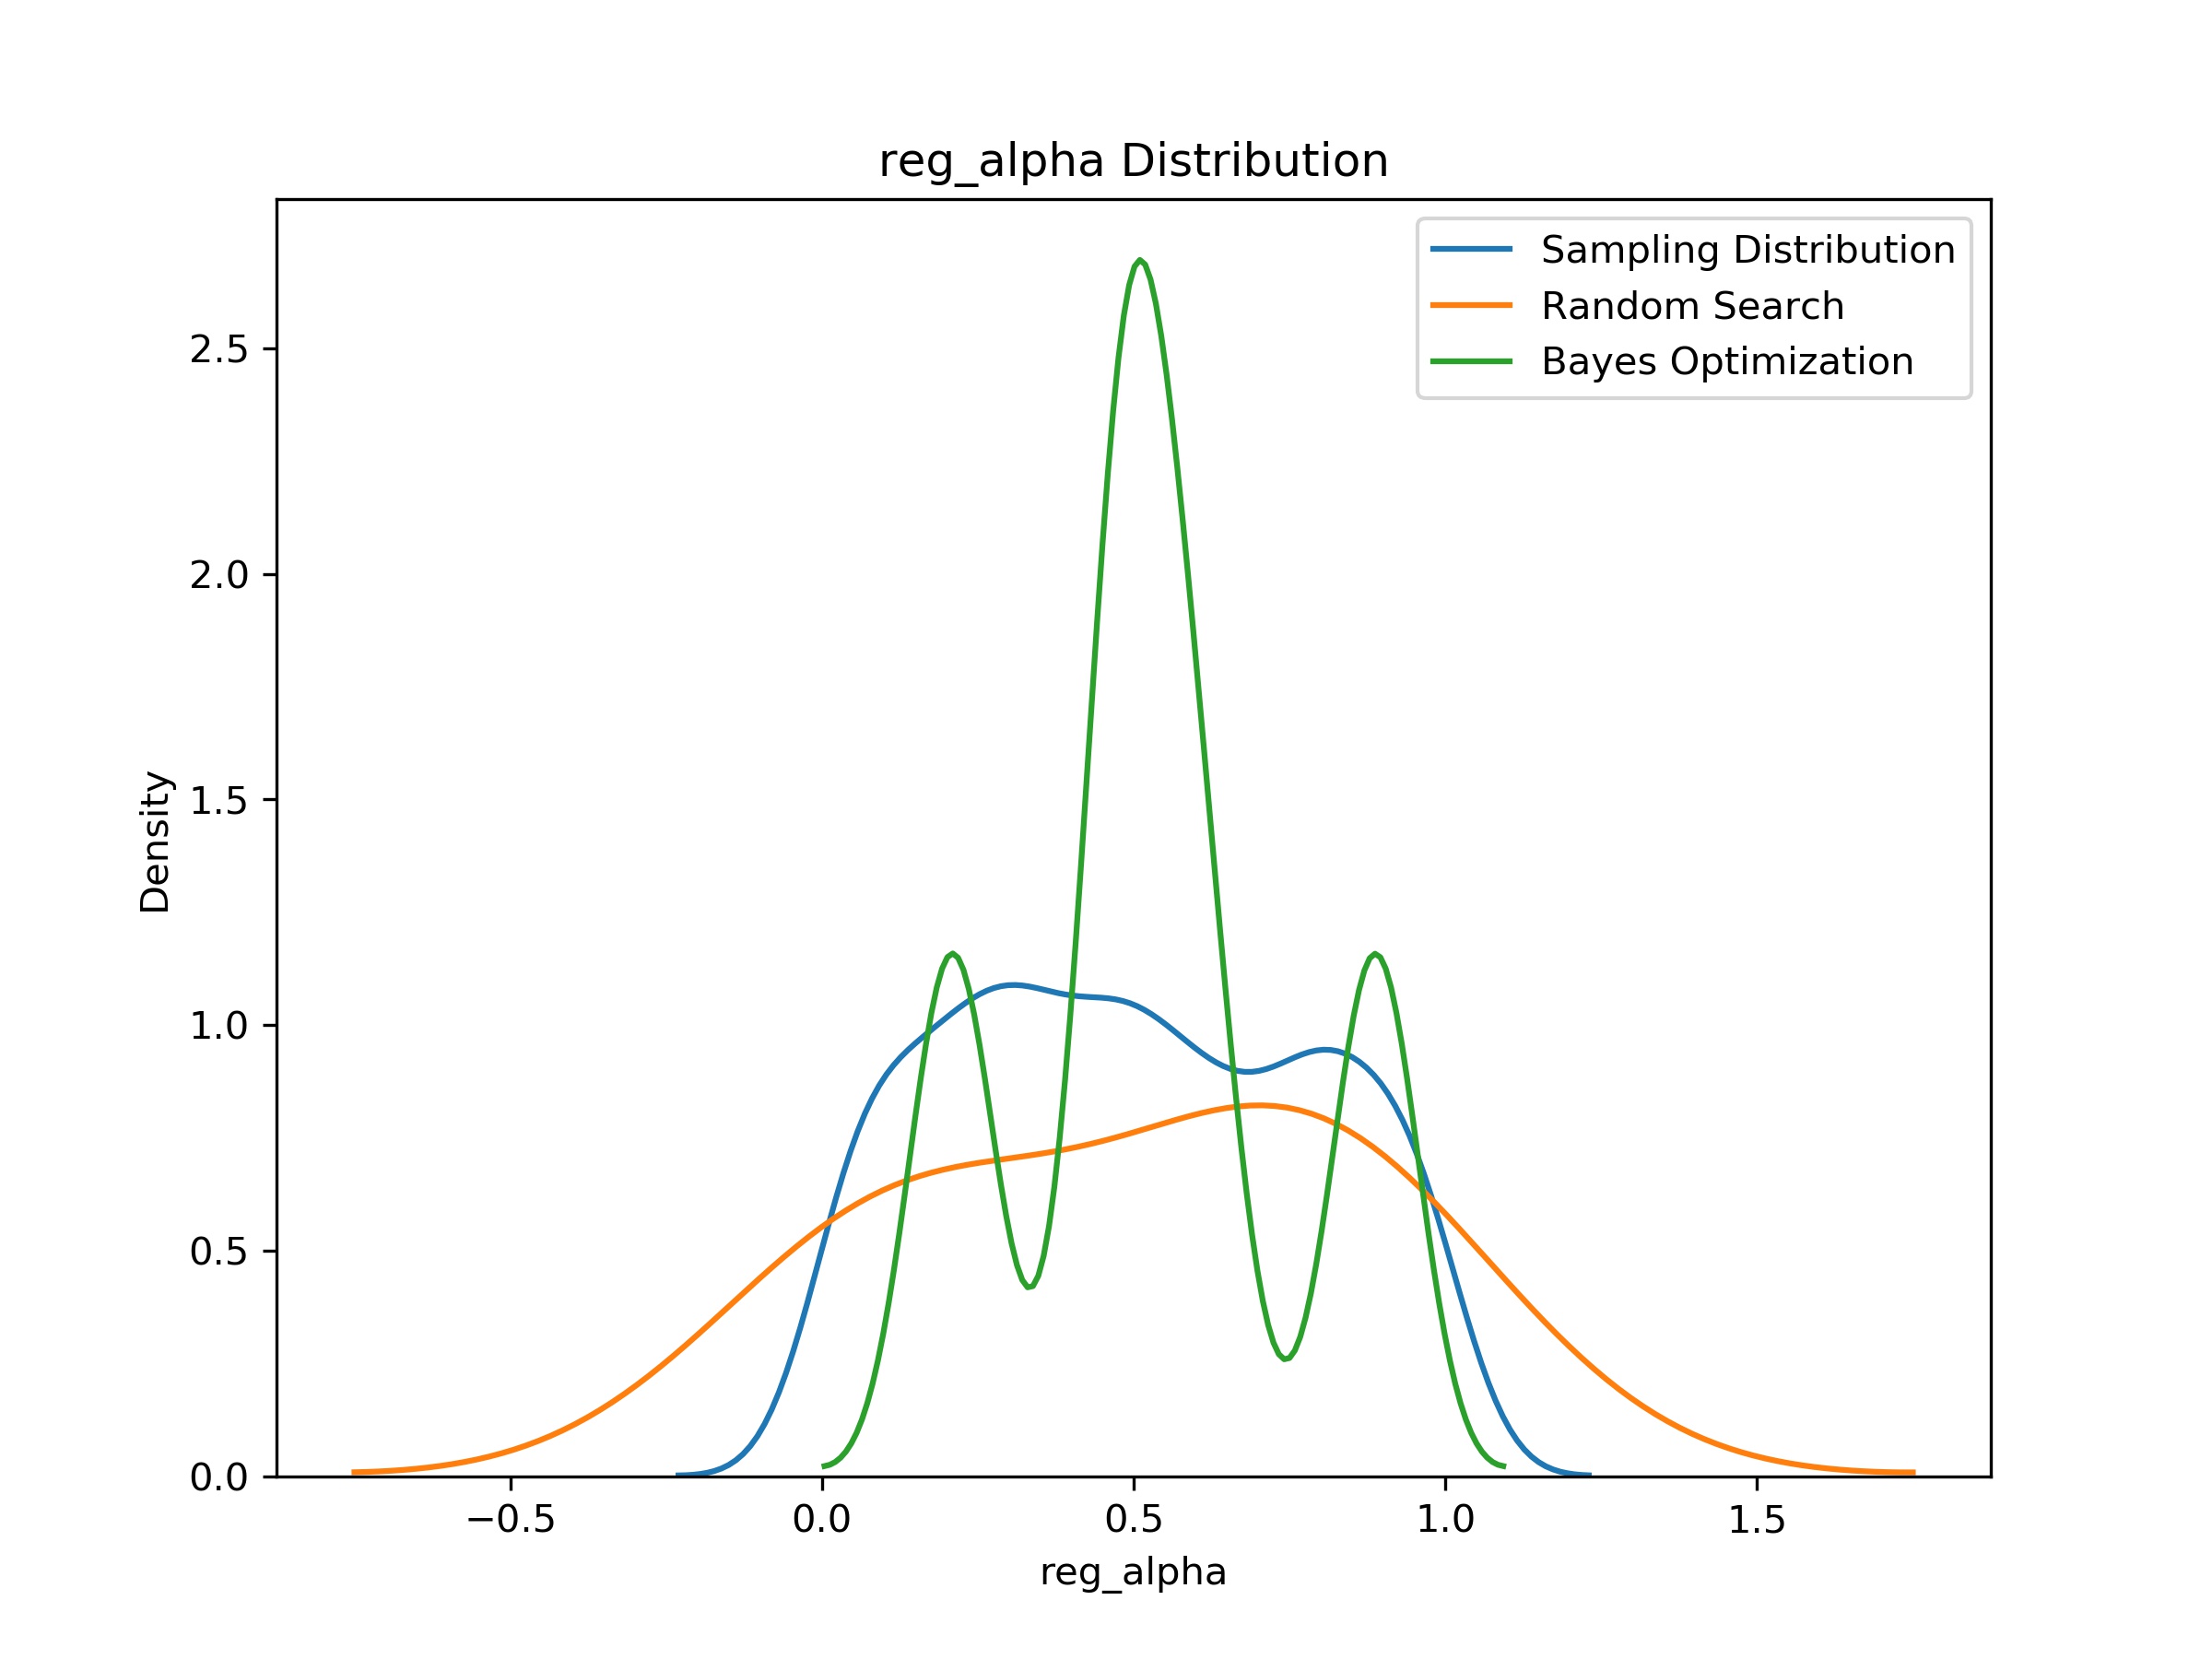 reg_alpha Distribution
Sampling Distribution
Random Search
Bayes Optimization
Density
2.5
2.0
1.5
1.0
0.5
0.0
−0.5 0.0 0.5 1.0 1.5
reg_alpha